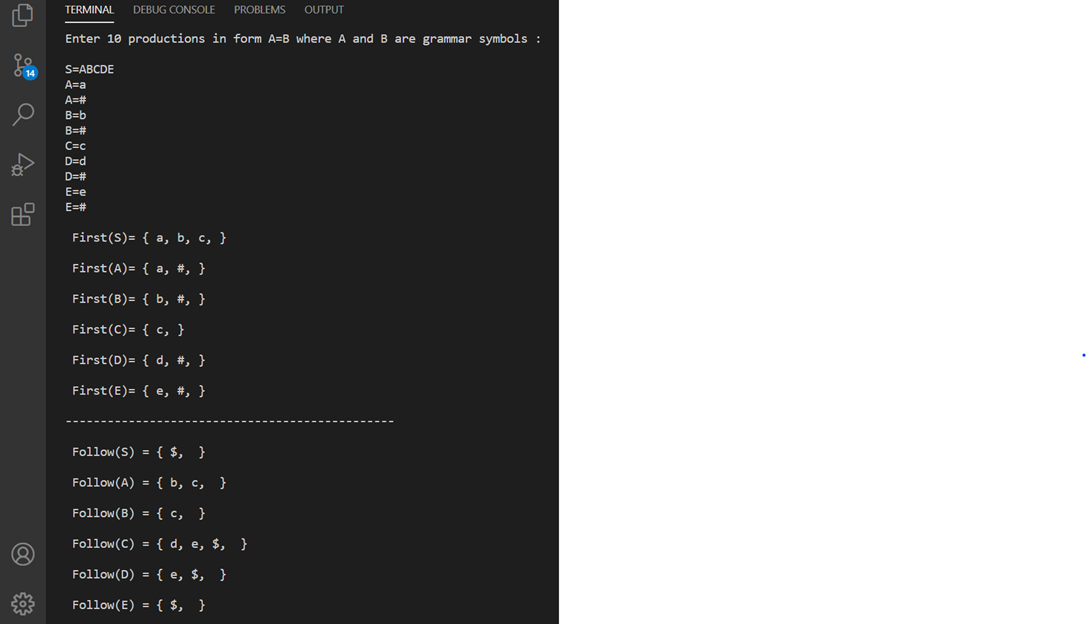 TERMINAL DEBUG CONSOLE PROBLEMS OUTPUT
Enter 10 productions in form A=B where A and B are grammar symbols :
S=ABCDE
A=a
A=#
B=b
B=#
C=c
D=d
D=#
E=e
E=#
First(S)= { a, b, c, }
First(A)= { a, #, }
First(B)= { b, #, }
First(C)= { c, }
First(D)= { d, #, }
First(E)= { e, #, }
-----------------------------------------------
Follow(S) = { $,  }
Follow(A) = { b, c,  }
Follow(B) = { c,  }
Follow(C) = { d, e, $,  }
Follow(D) = { e, $,  }
Follow(E) = { $,  }
14